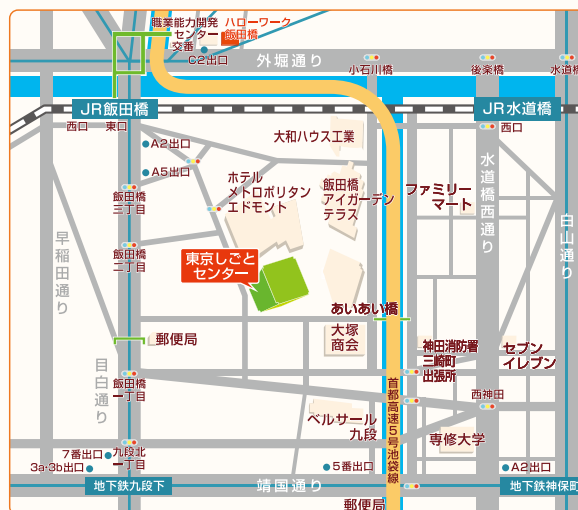 職業能力開発
センター
交番
ハローワーク
飯田橋
C2出口
外堀通り
小石川橋
後楽橋
JR飯田橋
JR水道橋
西口
東口
西口
A2出口
大和ハウス工業
A5出口
ホテル
メトロポリタン
エドモント
飯田橋
アイガーデン
テラス
ファミリー
マート
水道橋西通り
白山通り
飯田橋
三丁目
早稲田通り
飯田橋
二丁目
東京しごと
センター
あいあい橋
郵便局
大塚
商会
神田消防署
三崎町
出張所
セブン
イレブン
目白通り
飯田橋
一丁目
首都高速5号池袋線
西神田
ベルサール
九段
専修大学
7番出口
九段北
一丁目
3a·3b出口
5番出口
A2出口
地下鉄九段下
靖国通り
地下鉄神保町
郵便局